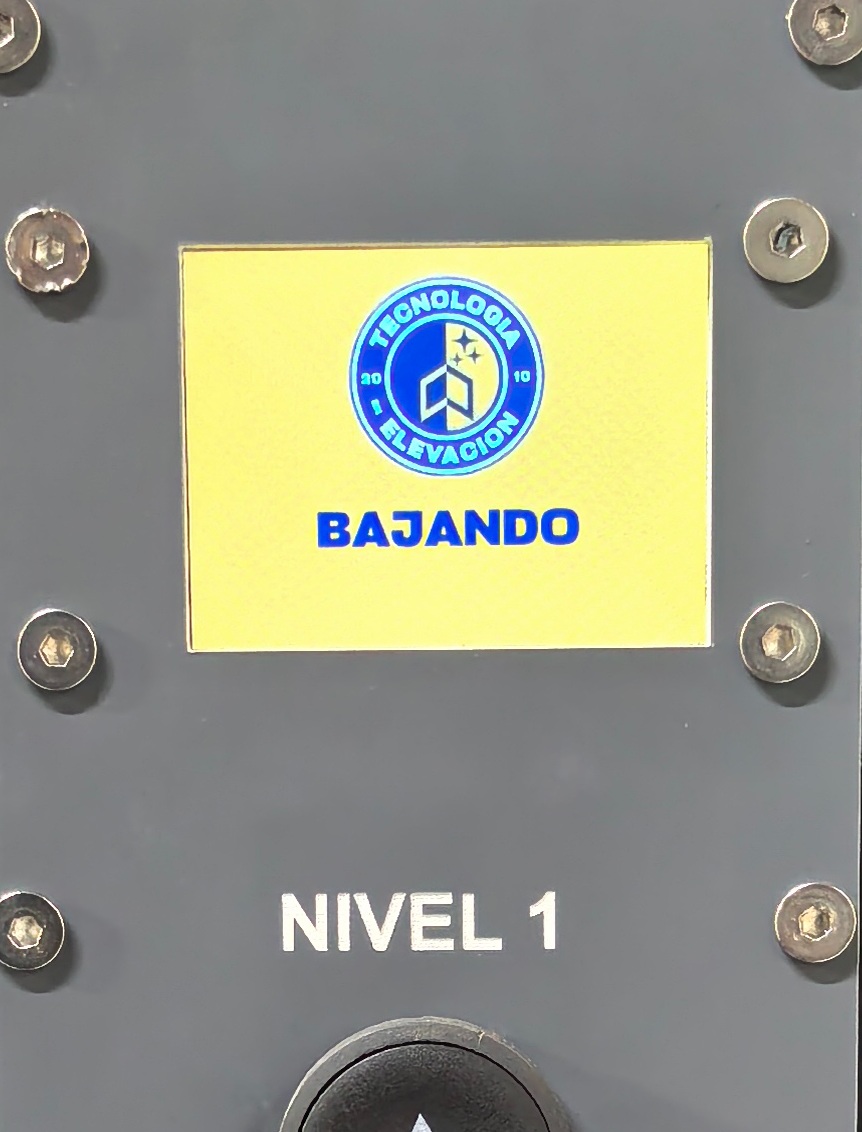 TECNOLOGIA
20 10
ELEVACION
BAJANDO
NIVEL 1